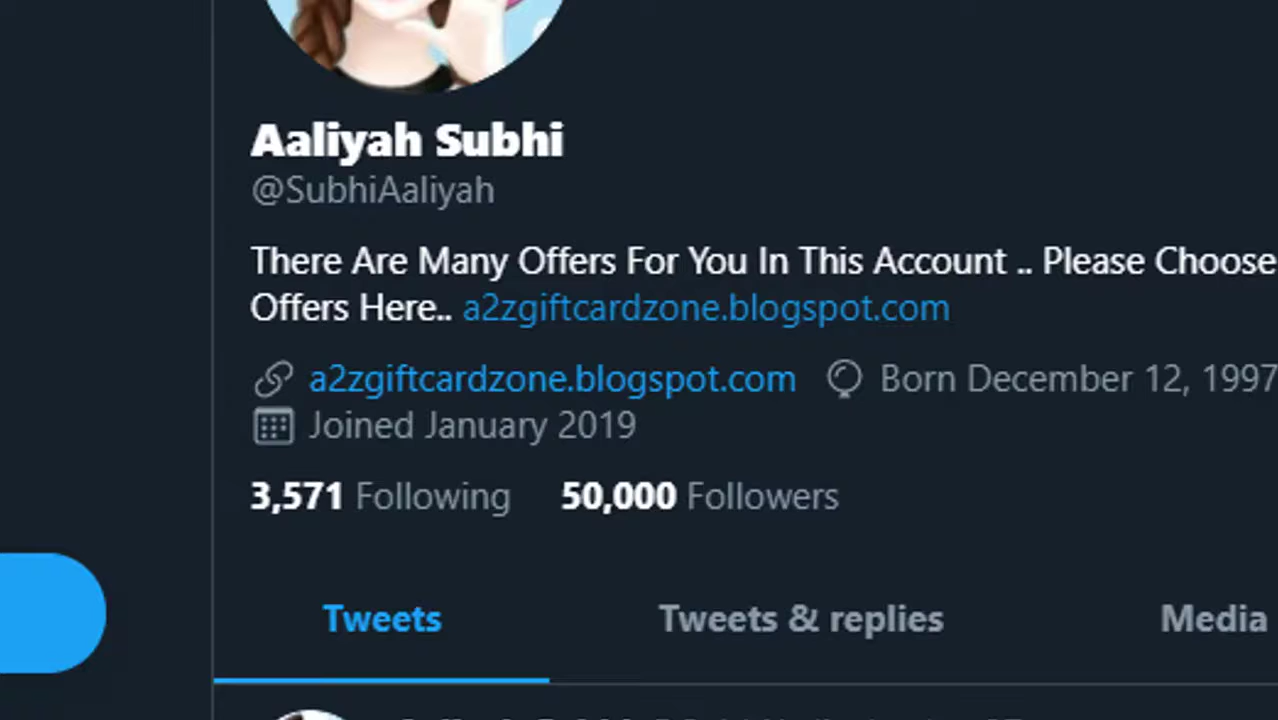 Aaliyah Subhi
@SubhiAaliyah
There Are Many Offers For You In This Account .. Please Choose
Offers Here.. a2zgiftcardzone.blogspot.com
a2zgiftcardzone.blogspot.com Born December 12, 1997
Joined January 2019
3,571 Following 50,000 Followers
Tweets Tweets & replies Media